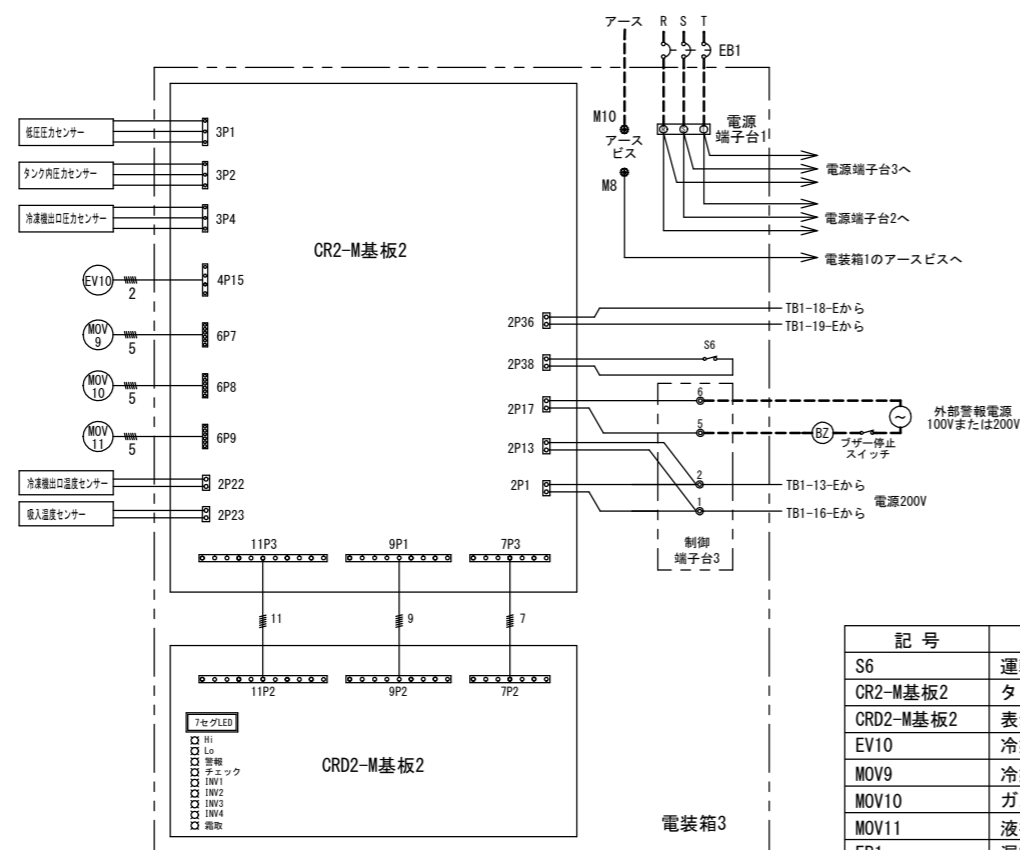 アース R S T
EB1
M10
アース
ビス
M8
電源
端子台1
R S T
電源端子台3へ
電源端子台2へ
電装箱1のアースビスへ
低圧圧力センサー
3P1
タンク内圧力センサー
3P2
冷凍機出口圧力センサー
3P4
CR2-M基板2
EV10
2
4P15
MOV
9
5
6P7
MOV
10
5
6P8
MOV
11
5
6P9
冷凍機出口温度センサー
2P22
吸入温度センサー
2P23
2P36
TB1-18-Eから
TB1-19-Eから
2P38
S6
2P17
6
5
BZ
ブザー停止
スイッチ
~
外部警報電源
100Vまたは200V
2P13
2P1
2
1
TB1-13-Eから
電源200V
TB1-16-Eから
制御
端子台3
11P3 9P1 7P3
11 9 7
11P2 9P2 7P2
7セグLED
Hi
Lo
警報
チェック
INV1
INV2
INV3
INV4
霜取
CRD2-M基板2
電装箱3
記 号
S6 運
CR2-M基板2 タ
CRD2-M基板2 表
EV10 冷
MOV9 冷
MOV10 ガ
MOV11 液